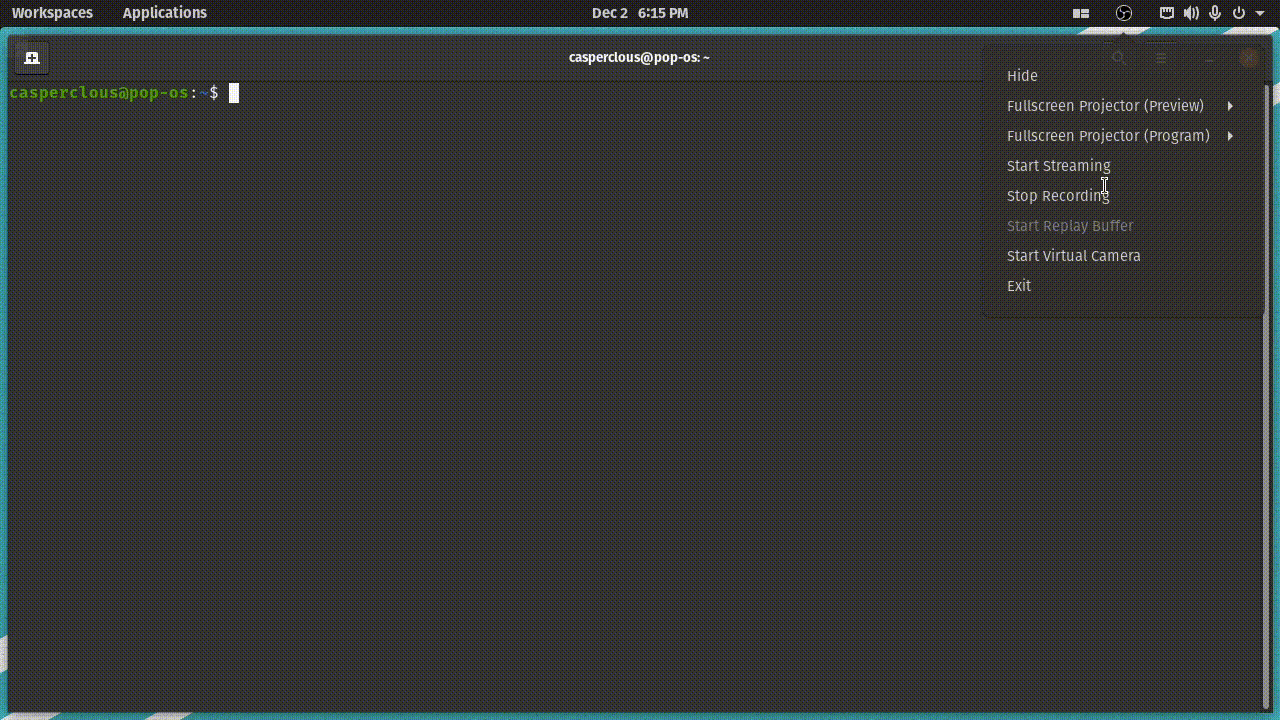 Workspaces Applications Dec 2 6:15 PM
casperclous@pop-os: ~
casperclous@pop-os:~$
Hide
Fullscreen Projector (Preview)
Fullscreen Projector (Program)
Start Streaming
Stop Recording
Start Replay Buffer
Start Virtual Camera
Exit